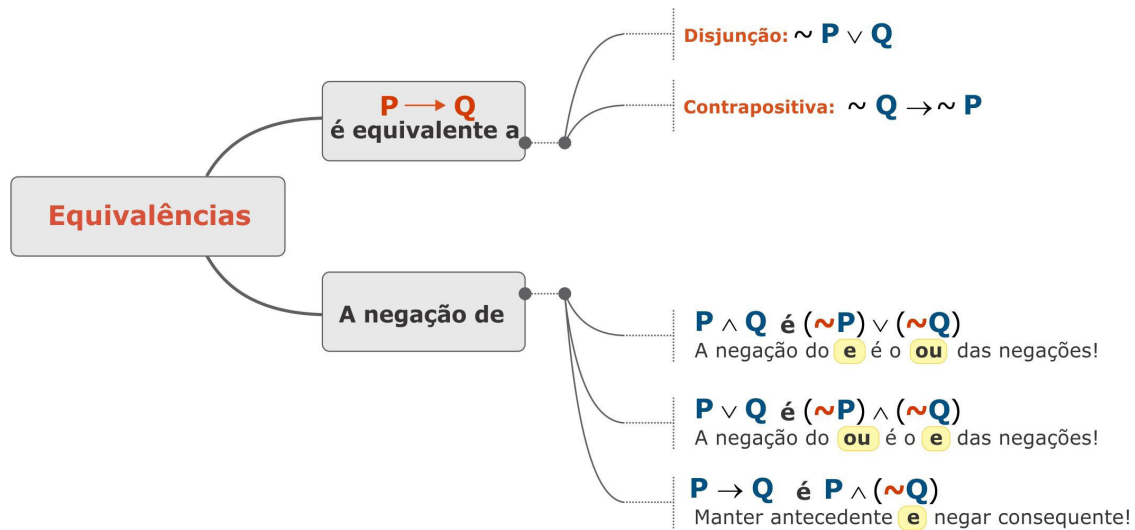 Equivalências
P → Q
é equivalente a
Disjunção: ~ P ∨ Q
Contrapositiva: ~ Q → ~ P
A negação de
P ∧ Q é (~P) ∨ (~Q)
A negação do e é o ou das negações!
P ∨ Q é (~P) ∧ (~Q)
A negação do ou é o e das negações!
P → Q é P ∧ (~Q)
Manter antecedente e negar consequente!